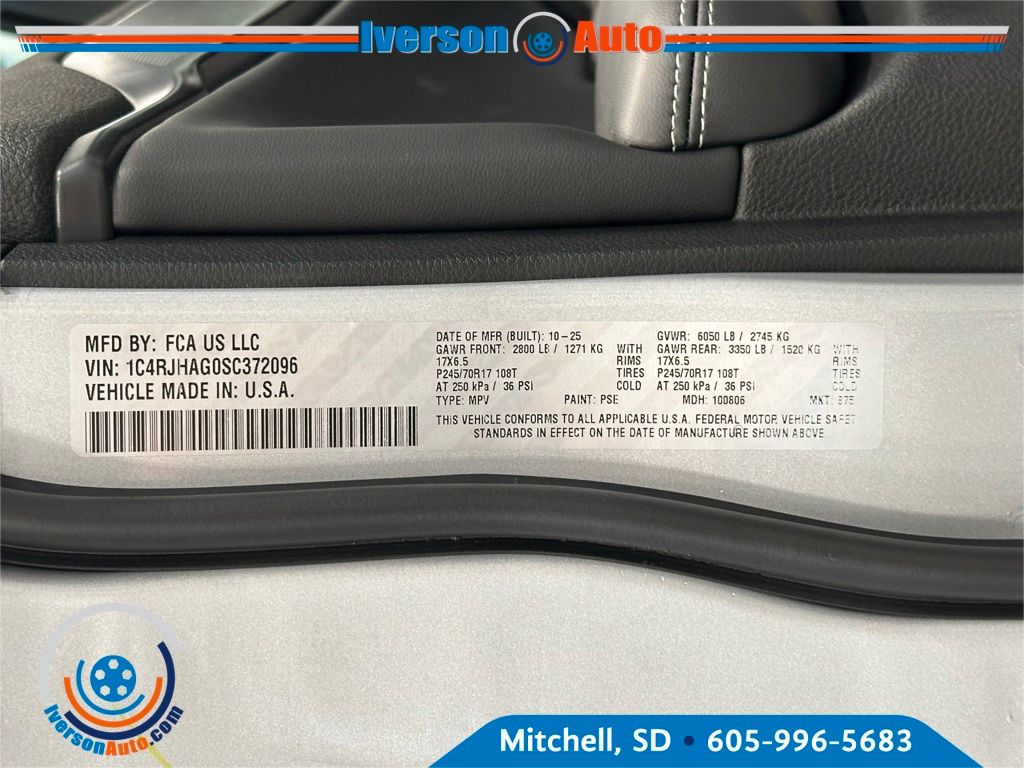 Iverson Auto
MFD BY: FCA US LLC
VIN: 1C4RJHAG0SC372096
VEHICLE MADE IN: U.S.A.
DATE OF MFR (BUILT): 10-25
GAWR FRONT: 2800 LB / 1271 KG WITH
17X6.5 RIMS
P245/70R17 108T TIRES
AT 250 kPa / 36 PSI COLD
TYPE: MPV PAINT: PSE
GVWR: 6050 LB / 2745 KG
GAWR REAR: 3350 LB / 1520 KG WITH
17X6.5 RIMS
P245/70R17 108T TIRES
AT 250 kPa / 36 PSI COLD
MDH: 100806 MKT: 875
THIS VEHICLE CONFORMS TO ALL APPLICABLE U.S.A. FEDERAL MOTOR VEHICLE SAFET
STANDARDS IN EFFECT ON THE DATE OF MANUFACTURE SHOWN ABOVE.
IversonAuto.com
Mitchell, SD • 605-996-5683